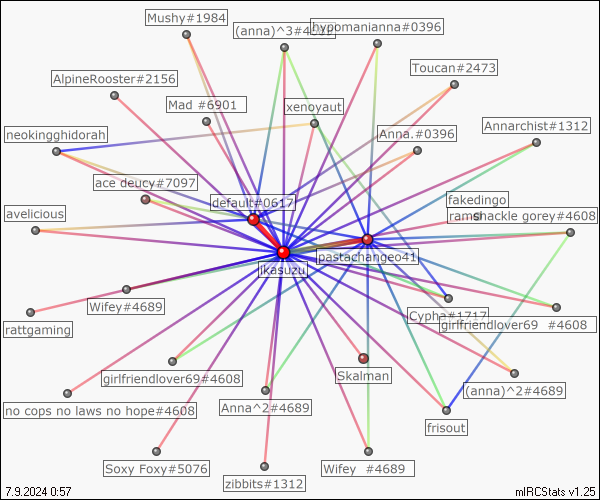 Mushy#1984
(anna)^3#4
hypomanianna#0396
Toucan#2473
AlpineRooster#2156
Mad #6901
xenoyaut
Annarchist#1312
neokingghidorah
Anna.#0396
ace deucy#7097
default#0617
fakedingo
avelicious
ramshackle gorey#4608
pastachangeo41
ikasuzu
Wifey#4689
Cypha#1717
girlfriendlover69 #4608
rattgaming
girlfriendlover69#4608
Skalman
(anna)^2#4689
no cops no laws no hope#4608
Anna^2#4689
frisout
Soxy Foxy#5076
zibbits#1312
Wifey #4689
7.9.2024 0:57
mIRCStats v1.25